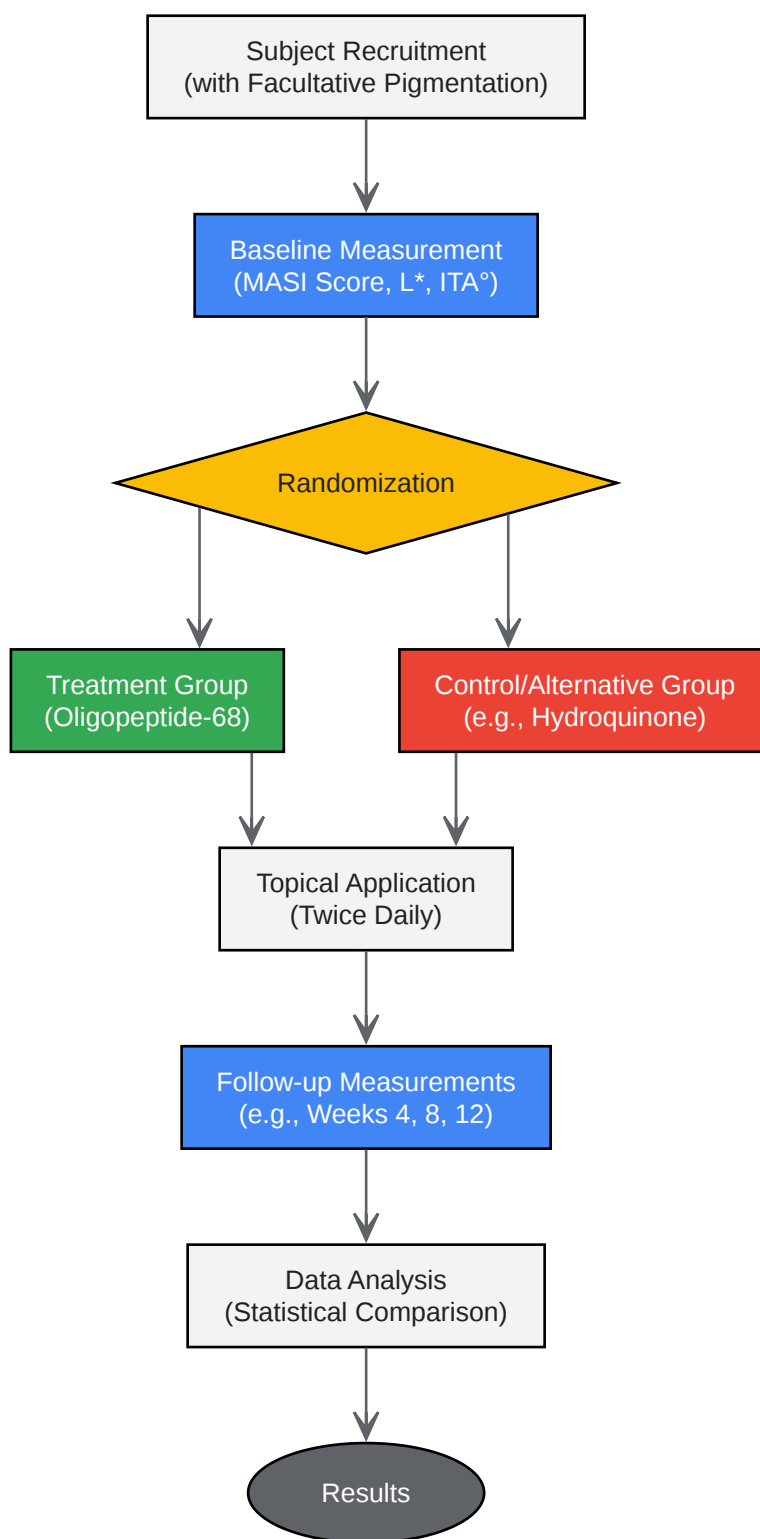 Subject Recruitment
(with Facultative Pigmentation)
Baseline Measurement
(MASI Score, L*, ITA°)
Randomization
Treatment Group
(Oligopeptide-68)
Control/Alternative Group
(e.g., Hydroquinone)
Topical Application
(Twice Daily)
Follow-up Measurements
(e.g., Weeks 4, 8, 12)
Data Analysis
(Statistical Comparison)
Results